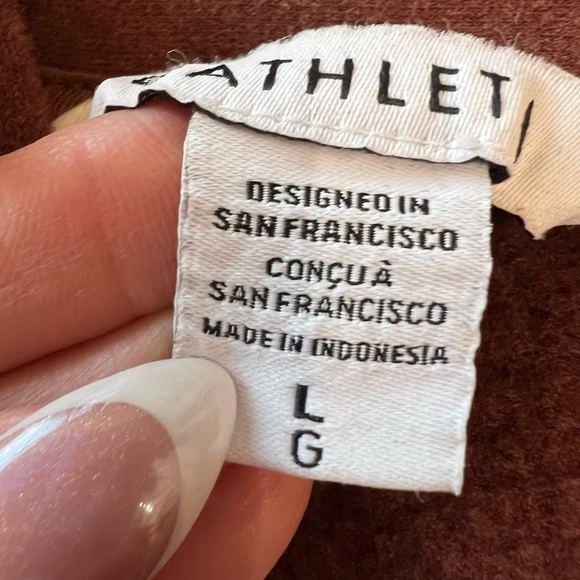 ATHLET
DESIGNED IN
SAN FRANCISCO
CONÇU À
SAN FRANCISCO
MADE IN INDONESIA
L
G